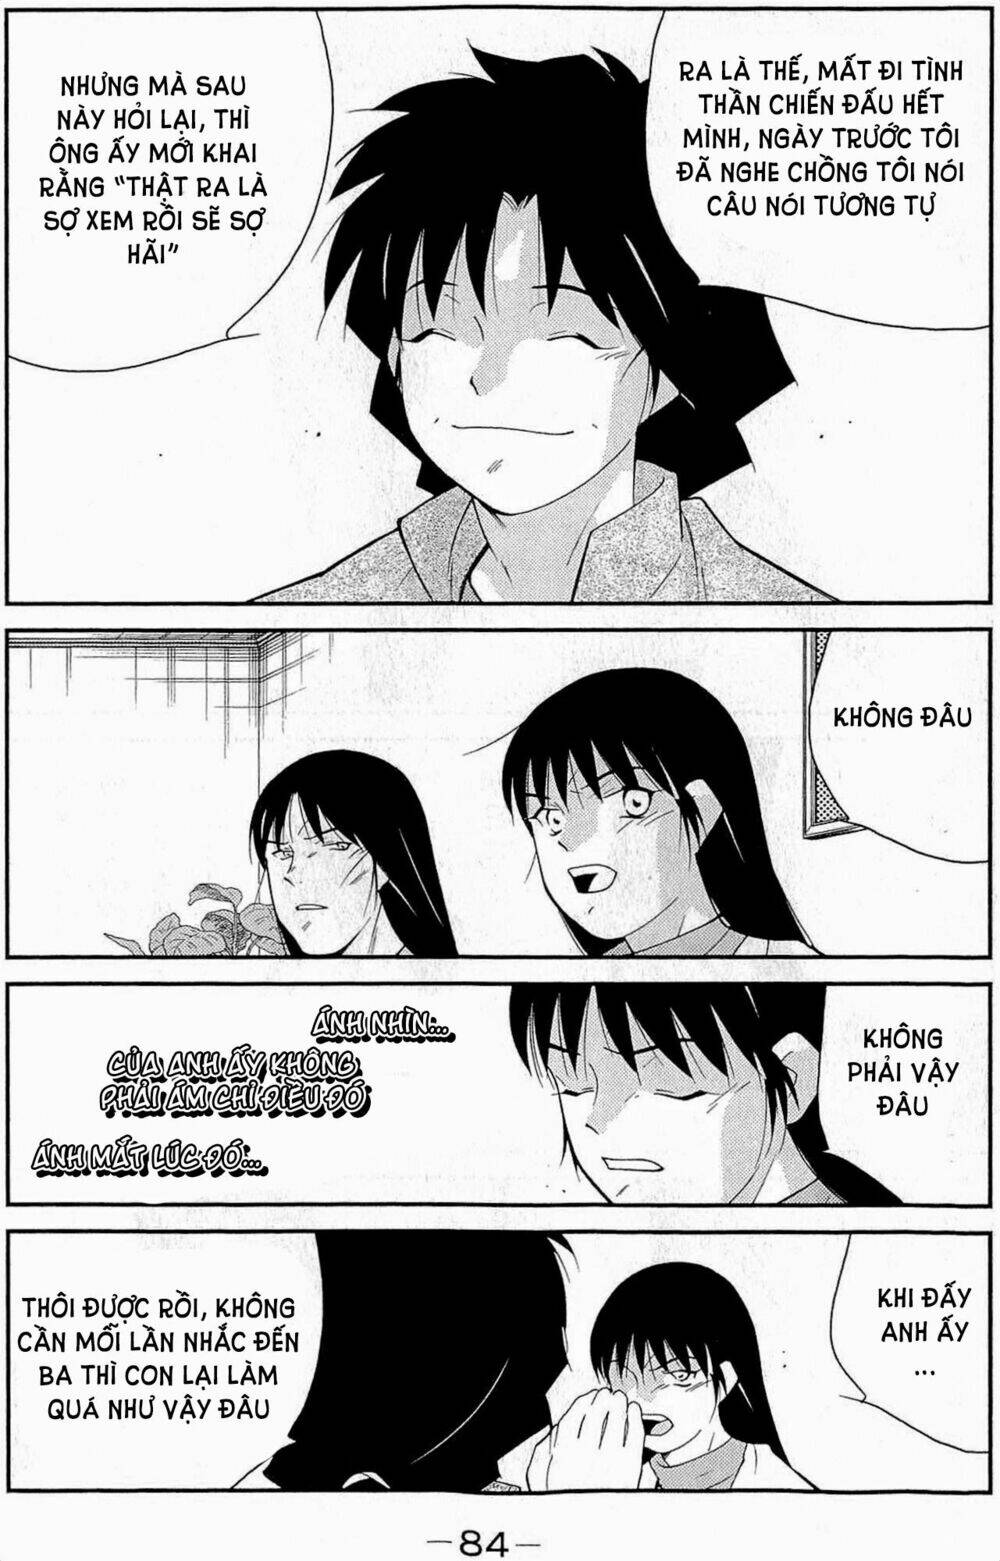 RA LÀ THẾ, MẤT ĐI TÌNH
THẦN CHIẾN ĐẤU HẾT
MÌNH, NGÀY TRƯỚC TÔI
ĐÃ NGHE CHỒNG TÔI NÓI
CÂU NÓI TƯƠNG TỰ
NHƯNG MÀ SAU
NÀY HỎI LẠI, THÌ
ÔNG ẤY MỚI KHAI
RẰNG “THẬT RA LÀ
SỢ XEM RỒI SẼ SỢ
HÃI”
KHÔNG ĐÂU
KHÔNG
PHẢI VẬY
ĐÂU
ÁNH NHÌN...
CỦA ANH ẤY KHÔNG
PHẢI ÁM CHỈ ĐIỀU ĐÓ
ÁNH MẮT LÚC ĐÓ...
KHI ĐẤY
ANH ẤY
...
THÔI ĐƯỢC RỒI, KHÔNG
CẦN MỖI LẦN NHẮC ĐẾN
BA THÌ CON LẠI LÀM
QUÁ NHƯ VẬY ĐÂU
—84—